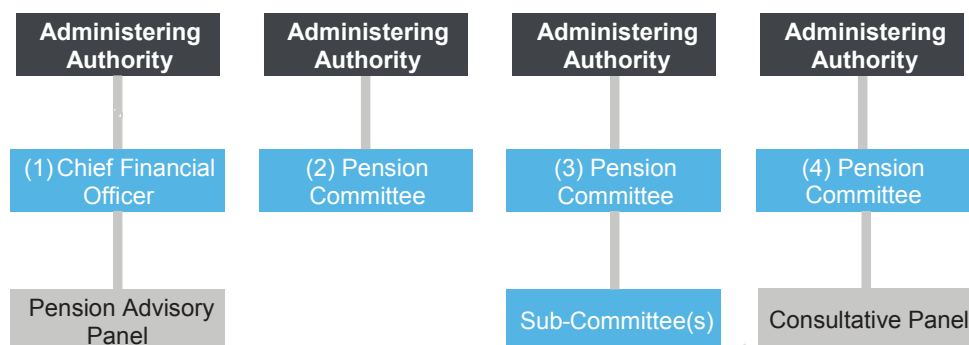 Administering
Authority
Administering
Authority
Administering
Authority
Administering
Authority
(1) Chief Financial
Officer
(2) Pension
Committee
(3) Pension
Committee
(4) Pension
Committee
Pension Advisory
Panel
Sub-Committee(s)
Consultative Panel